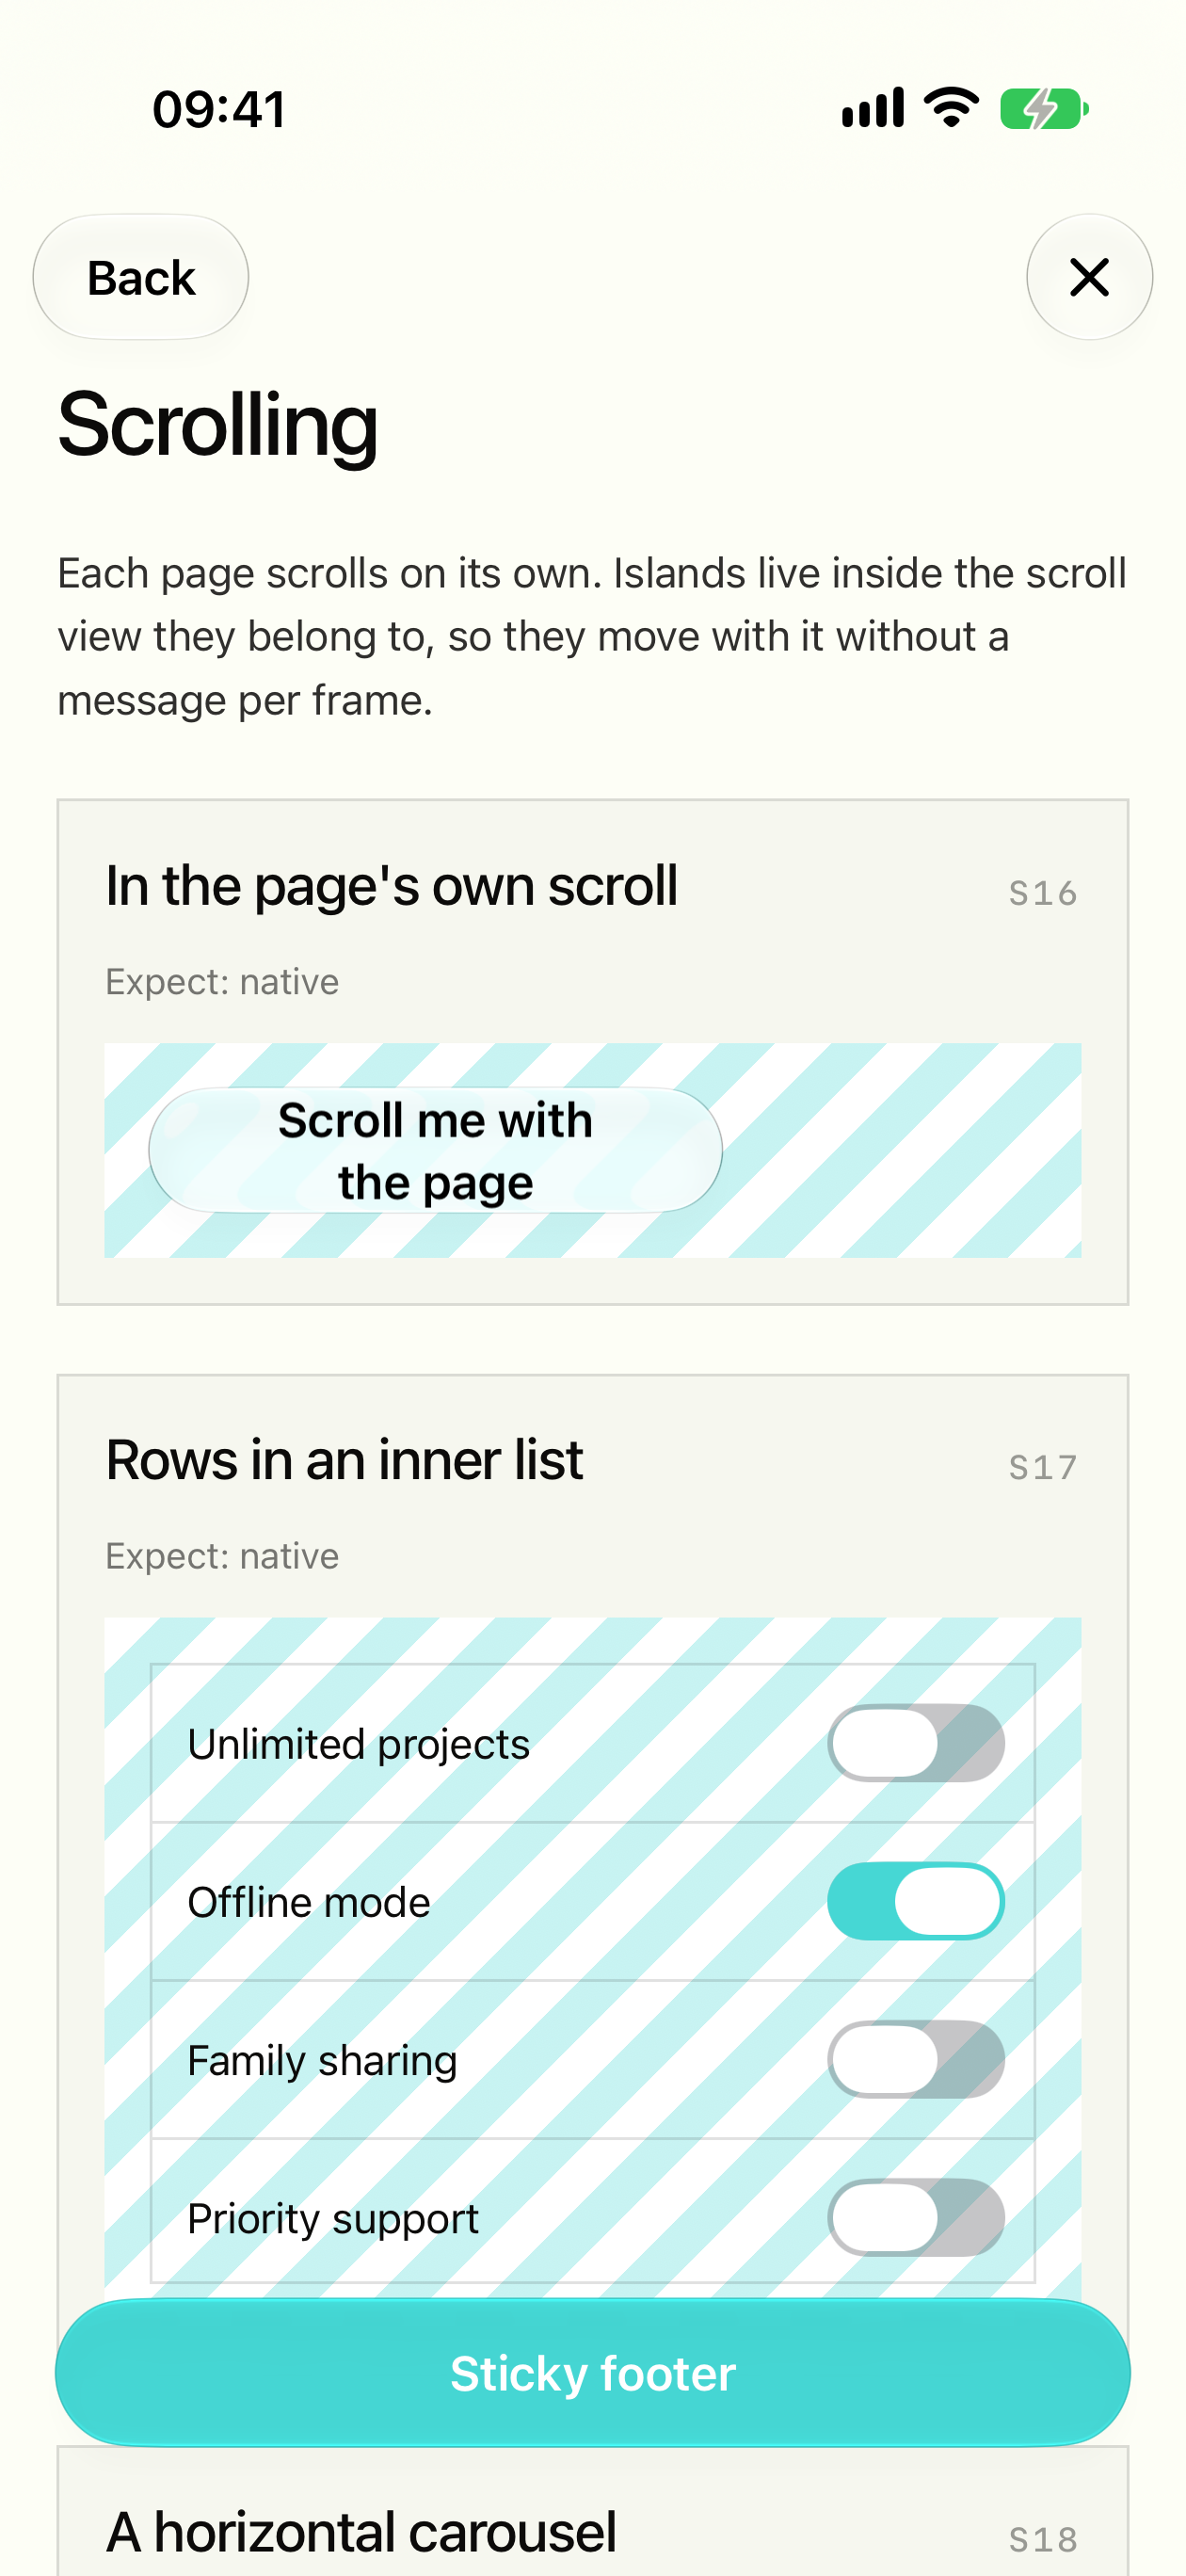 09:41
Back
Scrolling
Each page scrolls on its own. Islands live inside the scroll
view they belong to, so they move with it without a
message per frame.
In the page's own scroll
S16
Expect: native
Scroll me with
the page
Rows in an inner list
S17
Expect: native
Unlimited projects
Offline mode
Family sharing
Priority support
Sticky footer
A horizontal carousel
S18